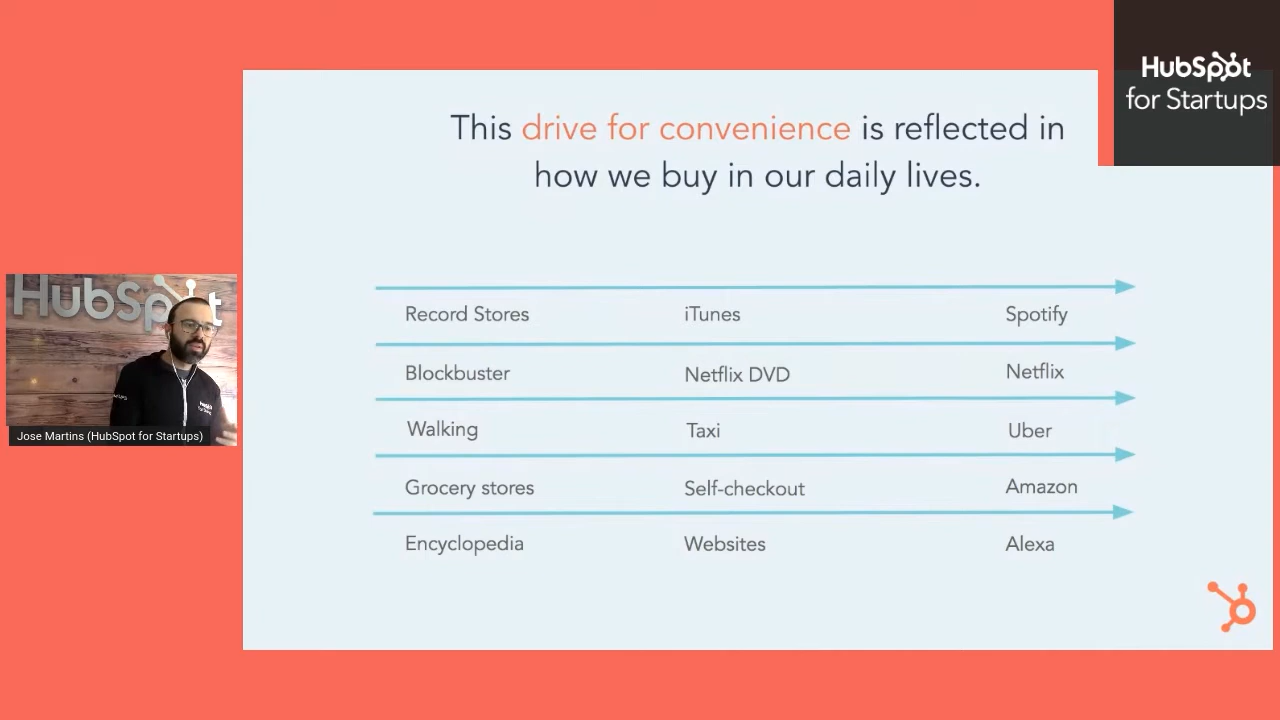 HubSpot
for Startups
This drive for convenience is reflected in
how we buy in our daily lives.
Record Stores iTunes Spotify
Blockbuster Netflix DVD Netflix
Walking Taxi Uber
Grocery stores Self-checkout Amazon
Encyclopedia Websites Alexa
HubSpot
Jose Martins (HubSpot for Startups)